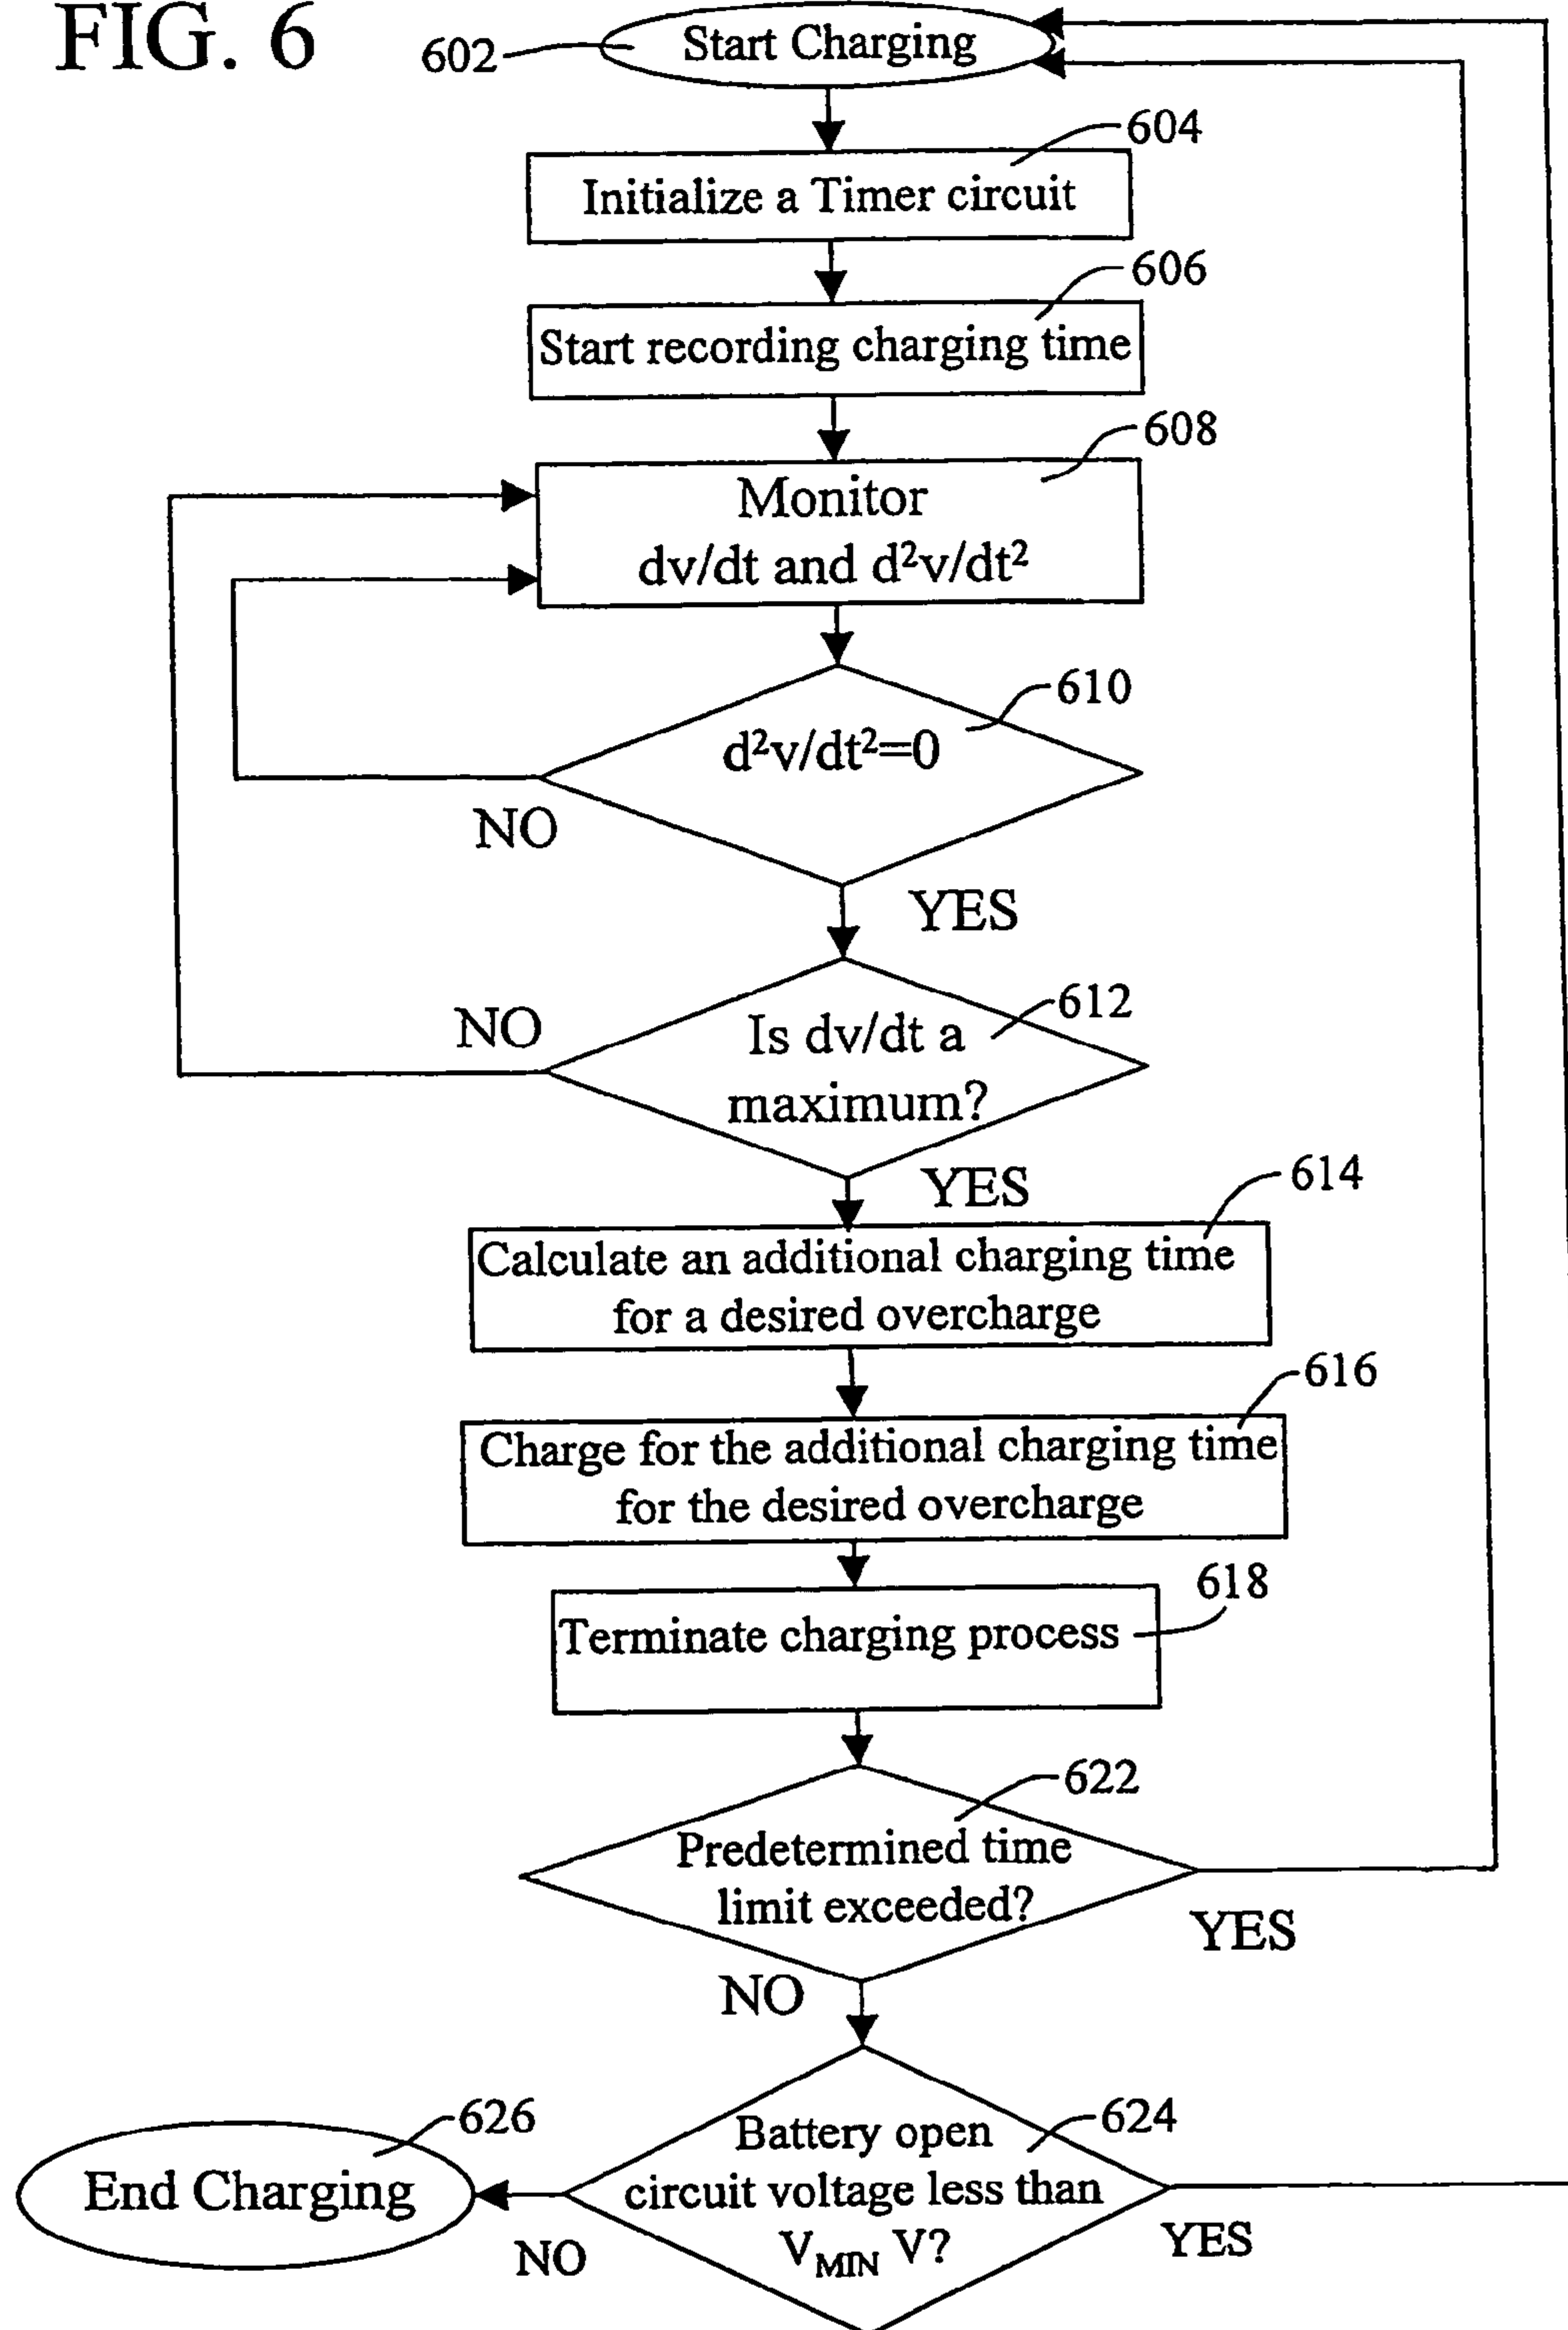 FIG. 6
602
Start Charging
604
Initialize a Timer circuit
606
Start recording charging time
608
Monitor
dv/dt and d²v/dt²
610
d²v/dt²=0
NO
YES
612
NO
Is dv/dt a
maximum?
YES
614
Calculate an additional charging time
for a desired overcharge
616
Charge for the additional charging time
for the desired overcharge
618
Terminate charging process
622
Predetermined time
limit exceeded?
YES
NO
626
624
Battery open
circuit voltage less than
V_MIN V?
End Charging
NO
YES